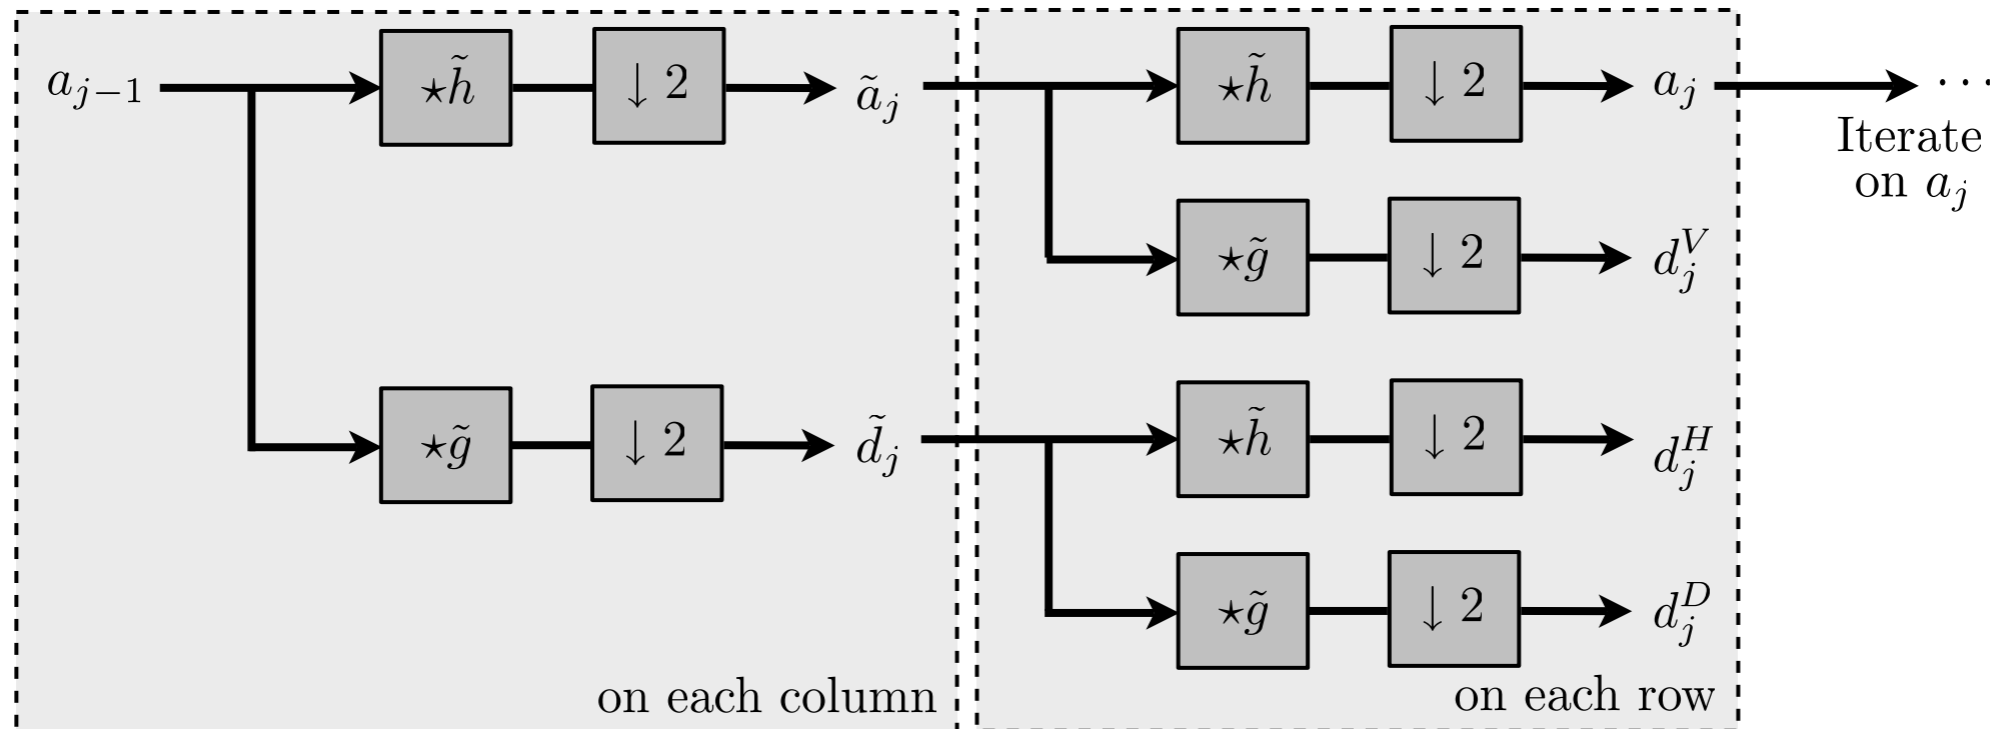 a_{j−1} ⋆h̃ ↓ 2 ã_j ⋆h̃ ↓ 2 a_j ···
Iterate
on a_j
⋆g̃ ↓ 2 d_j^V
⋆g̃ ↓ 2 d̃_j ⋆h̃ ↓ 2 d_j^H
⋆g̃ ↓ 2 d_j^D
on each column
on each row